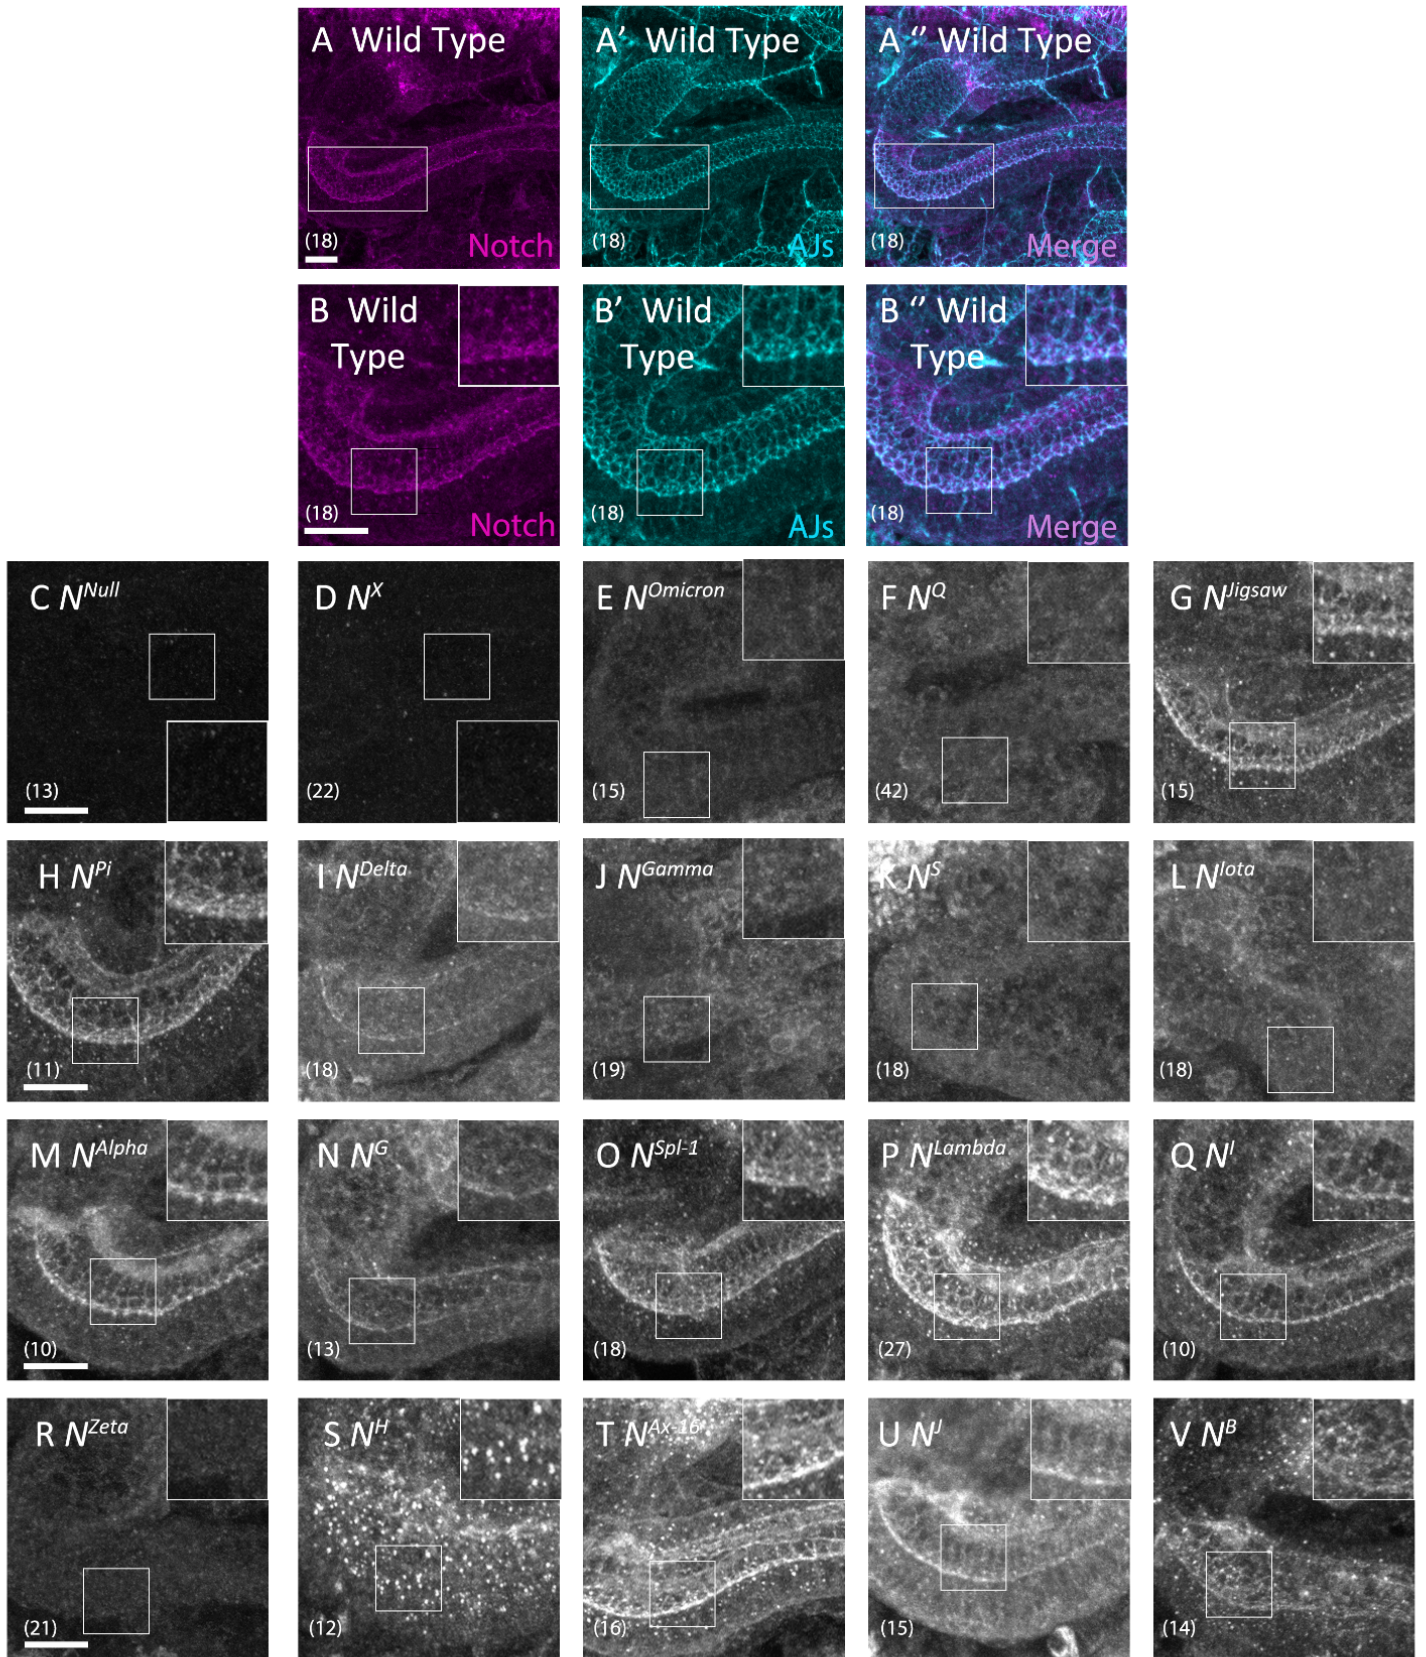 A Wild Type
(18)
Notch
A’ Wild Type
(18)
AJs
A “ Wild Type
(18)
Merge
B Wild
Type
(18)
Notch
B’ Wild
Type
(18)
AJs
B “ Wild
Type
(18)
Merge
C N^Null
(13)
D N^X
(22)
E N^Omicron
(15)
F N^Q
(42)
G N^Jigsaw
(15)
H N^Pi
(11)
I N^Delta
(18)
J N^Gamma
(19)
K N^S
(18)
L N^Iota
(18)
M N^Alpha
(10)
N N^G
(13)
O N^Spl-1
(18)
P N^Lambda
(27)
Q N^I
(10)
R N^Zeta
(21)
S N^H
(12)
T N^Ax-16
(16)
U N^J
(15)
V N^B
(14)